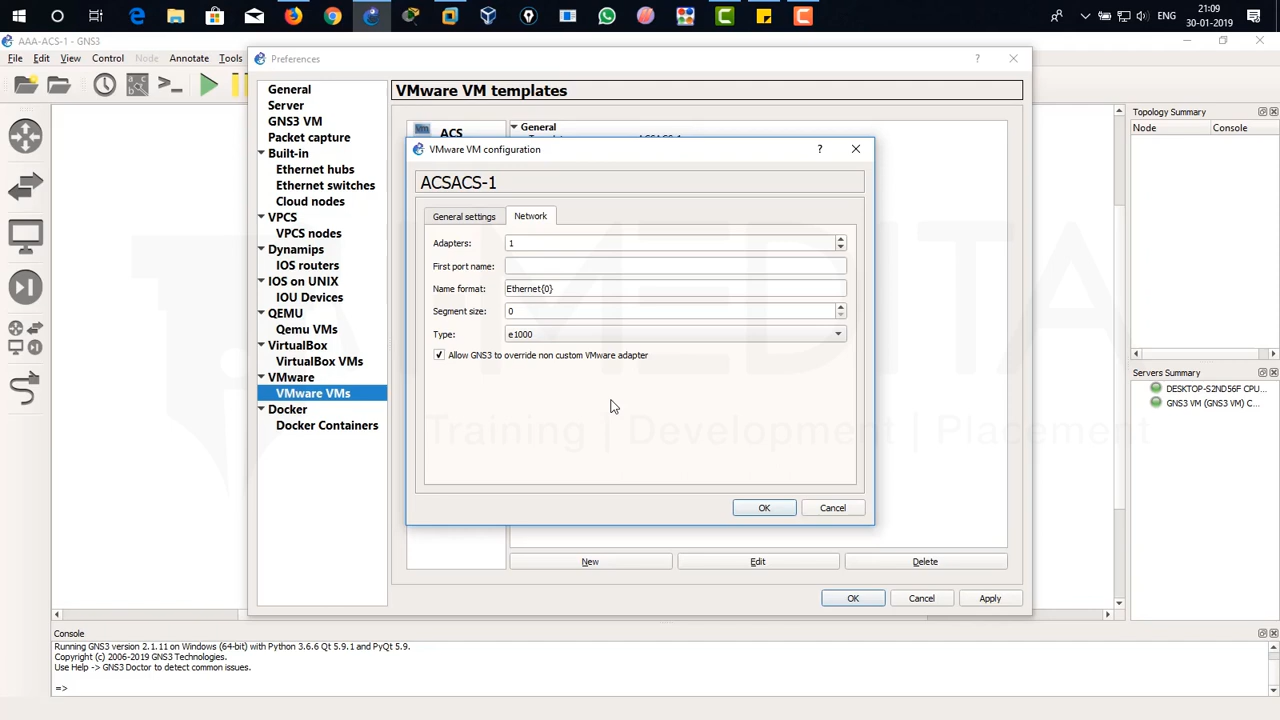 21:09
ENG
30-01-2019
AAA-ACS-1 - GNS3
File Edit View Control Node Annotate Tools
Preferences
General
Server
GNS3 VM
Packet capture
Built-in
Ethernet hubs
Ethernet switches
Cloud nodes
VPCS
VPCS nodes
Dynamips
IOS routers
IOS on UNIX
IOU Devices
QEMU
Qemu VMs
VirtualBox
VirtualBox VMs
VMware
VMware VMs
Docker
Docker Containers
VMware VM templates
ACS
General
VMware VM configuration
ACSACS-1
General settings
Network
Adapters: 1
First port name:
Name format: Ethernet{0}
Segment size: 0
Type: e1000
Allow GNS3 to override non custom VMware adapter
OK Cancel
New Edit Delete
OK Cancel Apply
Topology Summary
Node Console
Servers Summary
DESKTOP-S2ND56F CPU...
GNS3 VM (GNS3 VM) C...
Training | Development | Placement
Console
Running GNS3 version 2.1.11 on Windows (64-bit) with Python 3.6.6 Qt 5.9.1 and PyQt 5.9.
Copyright (c) 2006-2019 GNS3 Technologies.
Use Help -> GNS3 Doctor to detect common issues.
=>